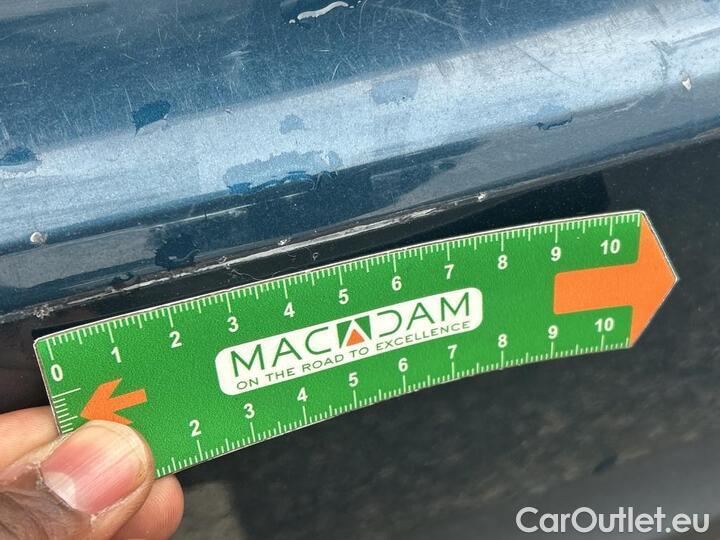 0 1 2 3 4 5 6 7 8 9 10
MACADAM
ON THE ROAD TO EXCELLENCE
2 3 4 5 6 7 8 9 10
CarOutlet.eu